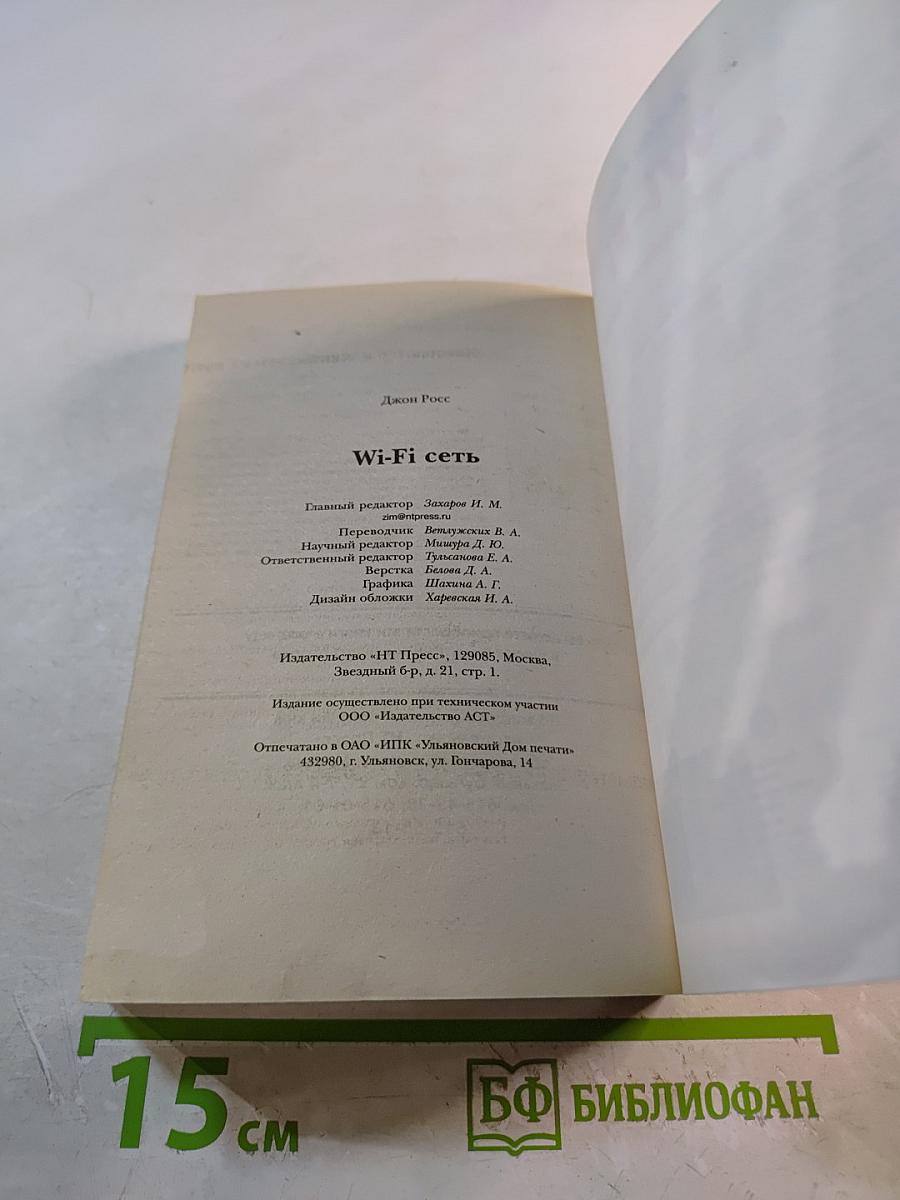 Джон Росс
Wi-Fi сеть
Главный редактор Захаров И. М.
zim@ntpress.ru
Переводчик Ветлужских В. А.
Научный редактор Мишура Д. Ю.
Ответственный редактор Тульсанова Е. А.
Верстка Белова Д. А.
Графика Шахина А. Г.
Дизайн обложки Харевская И. А.
Издательство «НТ Пресс», 129085, Москва,
Звездный б-р, д. 21, стр. 1.
Издание осуществлено при техническом участии
ООО «Издательство АСТ»
Отпечатано в ОАО «ИПК «Ульяновский Дом печати»
432980, г. Ульяновск, ул. Гончарова, 14
15 см
БФ БИБЛИОФАН